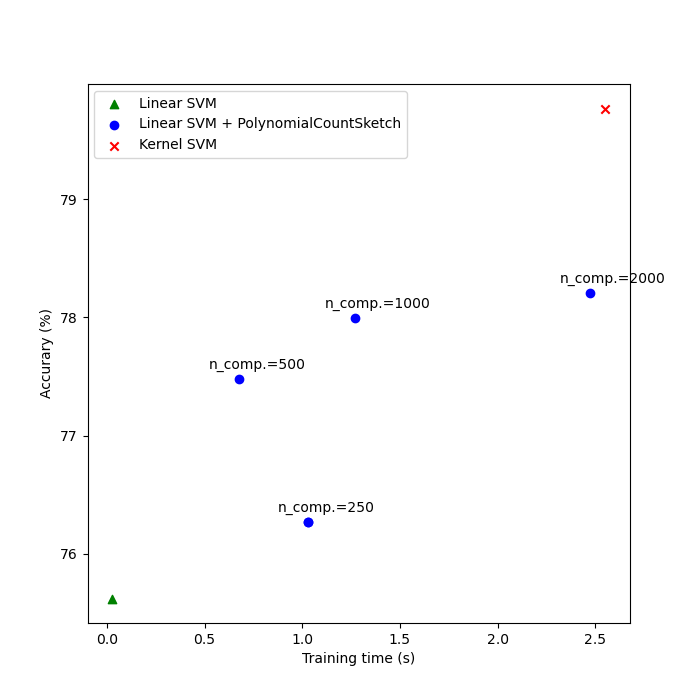 Linear SVM
Linear SVM + PolynomialCountSketch
Kernel SVM
79
78
77
76
n_comp.=2000
n_comp.=1000
n_comp.=500
n_comp.=250
Accurary (%)
0.0 0.5 1.0 1.5 2.0 2.5
Training time (s)